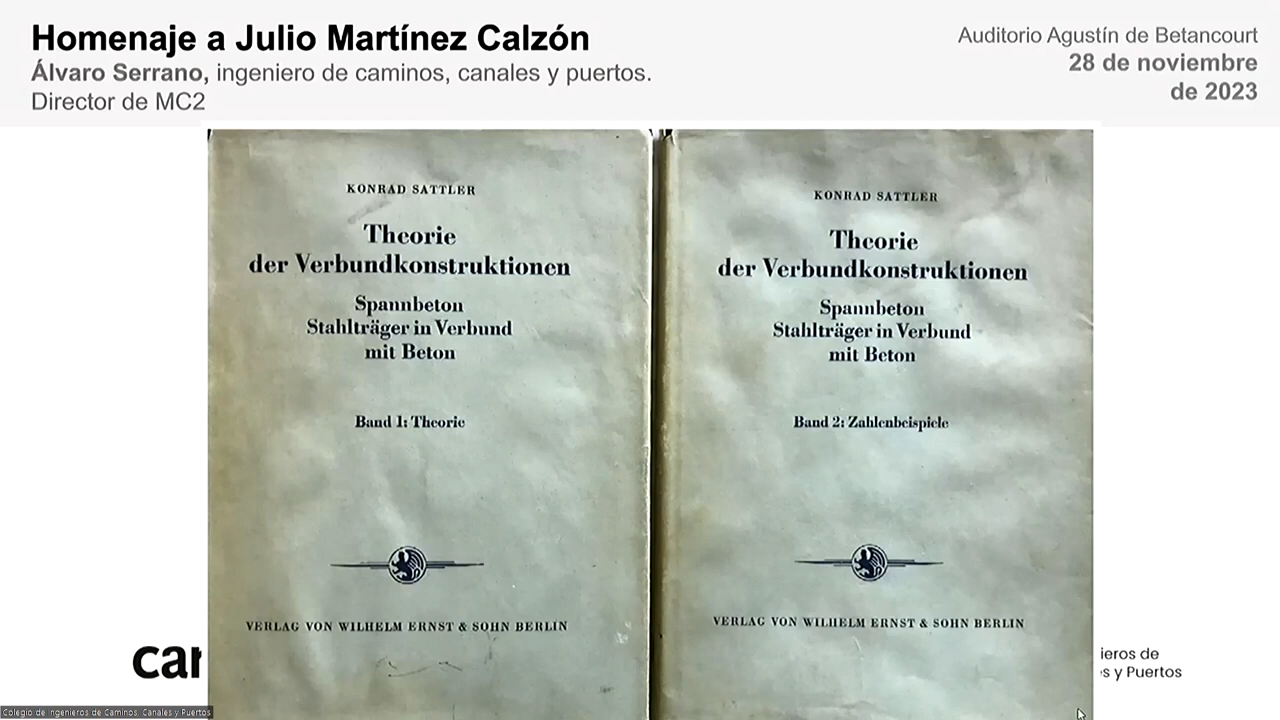 Homenaje a Julio Martínez Calzón
Álvaro Serrano, ingeniero de caminos, canales y puertos.
Director de MC2
Auditorio Agustín de Betancourt
28 de noviembre
de 2023
KONRAD SATTLER
Theorie
der Verbundkonstruktionen
Spannbeton
Stahlträger in Verbund
mit Beton
Band 1: Theorie
VERLAG VON WILHELM ERNST & SOHN BERLIN
KONRAD SATTLER
Theorie
der Verbundkonstruktionen
Spannbeton
Stahlträger in Verbund
mit Beton
Band 2: Zahlenbeispiele
VERLAG VON WILHELM ERNST & SOHN BERLIN
ieros de
s y Puertos
Colegio de Ingenieros de Caminos, Canales y Puertos